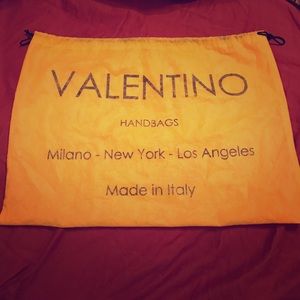 VALENTINO
HANDBAGS
Milano - New York - Los Angeles
Made in Italy